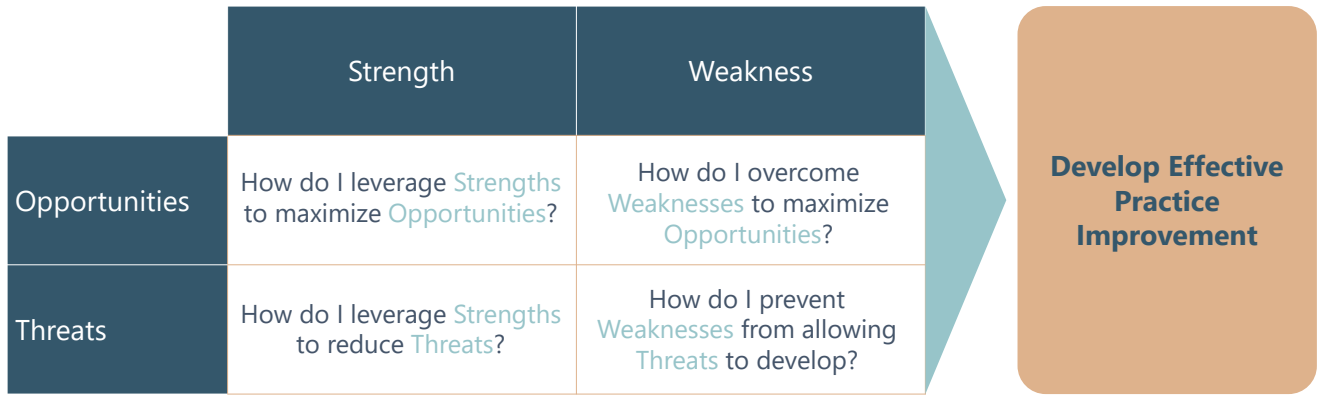 Strength
Weakness
Opportunities
How do I leverage Strengths
to maximize Opportunities?
How do I overcome
Weaknesses to maximize
Opportunities?
Threats
How do I leverage Strengths
to reduce Threats?
How do I prevent
Weaknesses from allowing
Threats to develop?
Develop Effective
Practice
Improvement